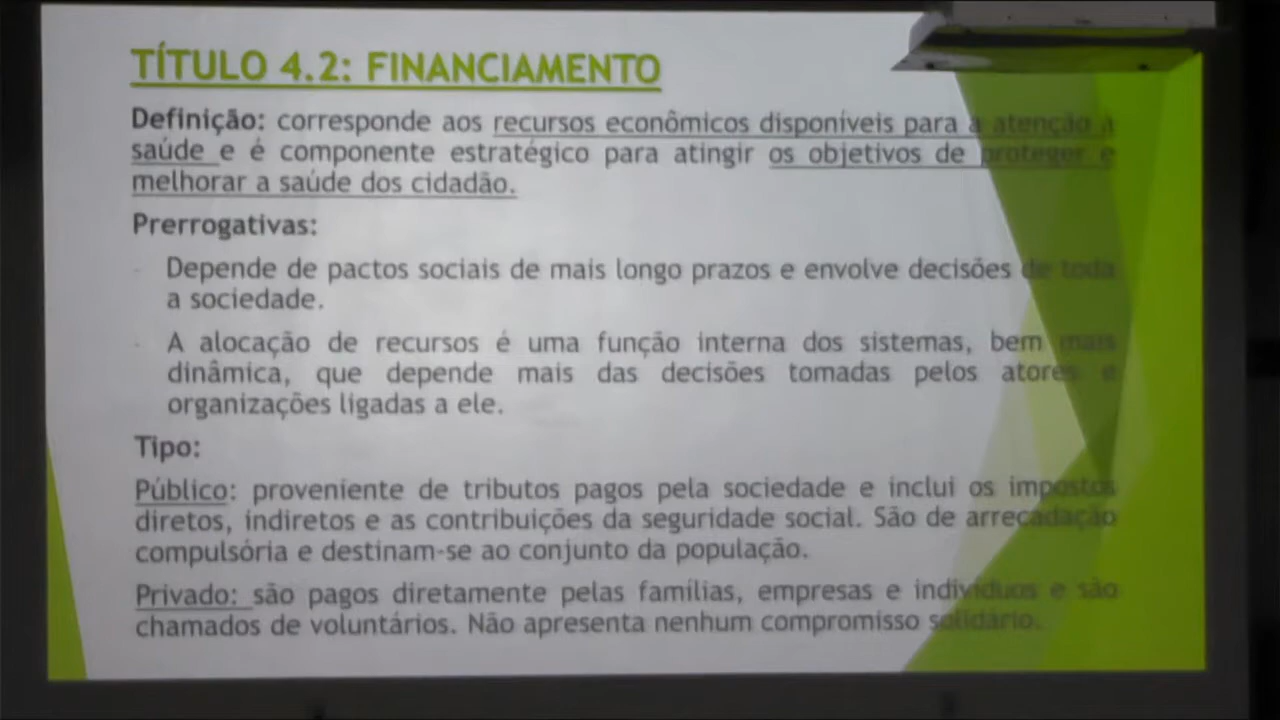 TÍTULO 4.2: FINANCIAMENTO
Definição: corresponde aos recursos econômicos disponíveis para a atenção à
saúde e é componente estratégico para atingir os objetivos de proteger e
melhorar a saúde dos cidadão.
Prerrogativas:
- Depende de pactos sociais de mais longo prazos e envolve decisões de toda
a sociedade.
- A alocação de recursos é uma função interna dos sistemas, bem mais
dinâmica, que depende mais das decisões tomadas pelos atores e
organizações ligadas a ele.
Tipo:
Público: proveniente de tributos pagos pela sociedade e inclui os impostos
diretos, indiretos e as contribuições da seguridade social. São de arrecadação
compulsória e destinam-se ao conjunto da população.
Privado: são pagos diretamente pelas famílias, empresas e indivíduos e são
chamados de voluntários. Não apresenta nenhum compromisso solidário.